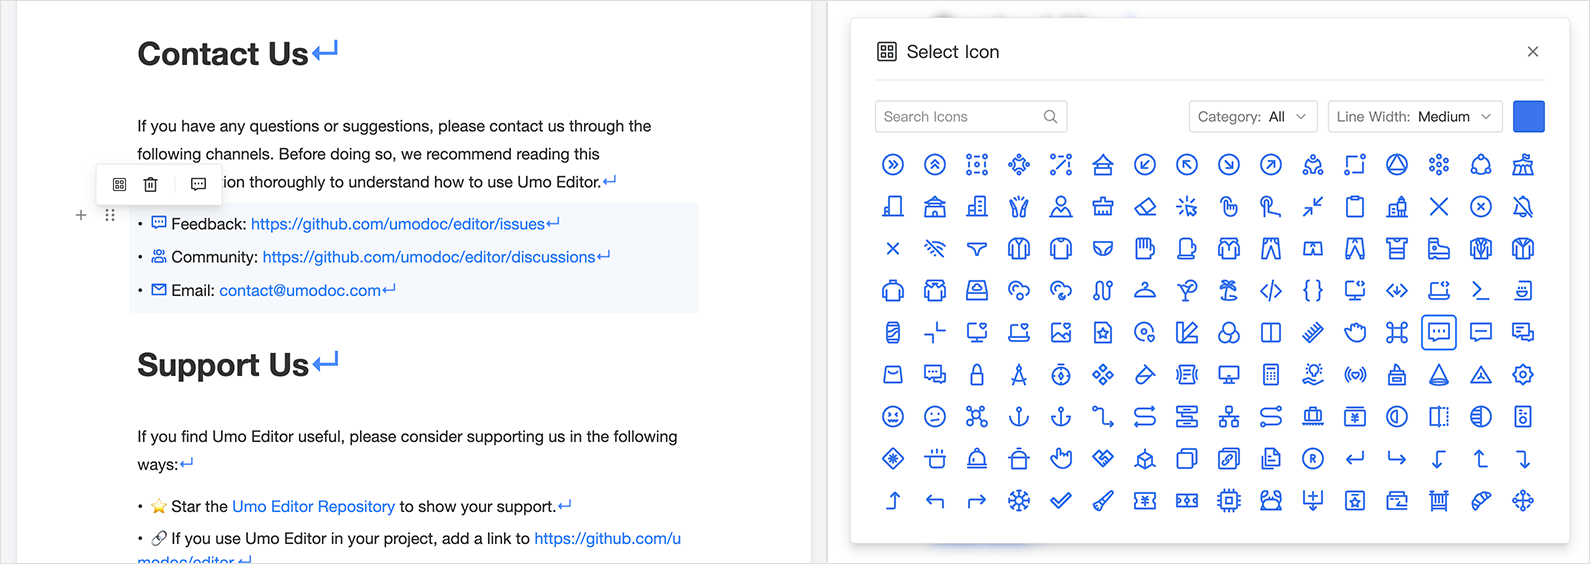 Contact Us
If you have any questions or suggestions, please contact us through the
following channels. Before doing so, we recommend reading this
tion thoroughly to understand how to use Umo Editor.
• Feedback: https://github.com/umodoc/editor/issues
• Community: https://github.com/umodoc/editor/discussions
• Email: contact@umodoc.com
Support Us
If you find Umo Editor useful, please consider supporting us in the following
ways:
• Star the Umo Editor Repository to show your support.
• If you use Umo Editor in your project, add a link to https://github.com/u
modoc/editor
Select Icon
Search Icons
Category: All
Line Width: Medium